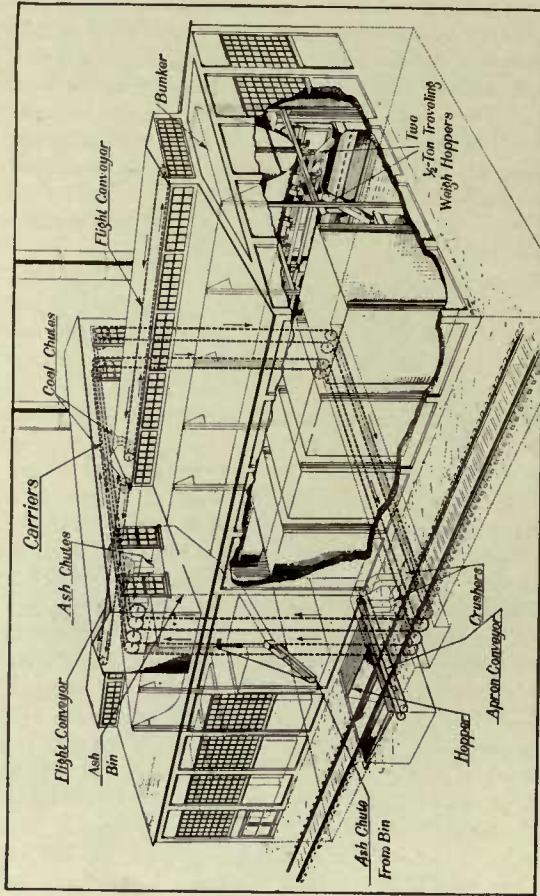 Carriers
Coal Chutes
Flight Conveyor
Bunker
Ash Chutes
Flight Conveyor
Ash
Bin
Two
½-Ton Traveling
Weigh Hoppers
Crushers
Apron Conveyor
Hopper
Ash Chute
From Bin